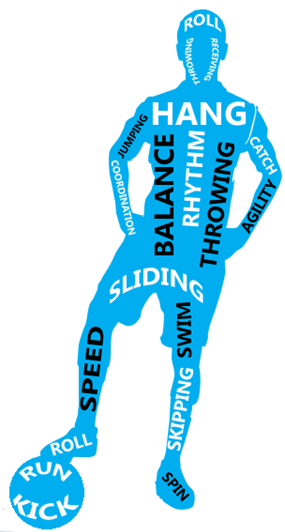 ROLL
THROWING
RECEIVING
HANG
JUMPING
CATCH
BALANCE
RHYTHM
THROWING
COORDINATION
AGILITY
SLIDING
SWIM
SPEED
SKIPPING
ROLL
RUN
KICK
SPIN